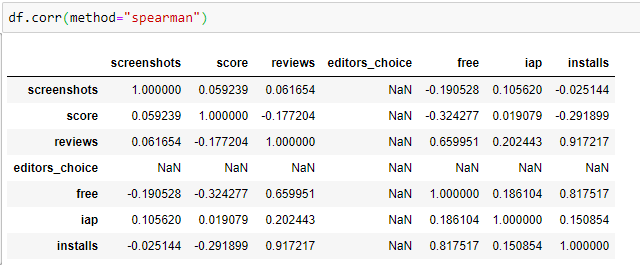 df.corr(method="spearman")
screenshots score reviews editors_choice free iap installs
screenshots 1.000000 0.059239 0.061654 NaN -0.190528 0.105620 -0.025144
score 0.059239 1.000000 -0.177204 NaN -0.324277 0.019079 -0.291899
reviews 0.061654 -0.177204 1.000000 NaN 0.659951 0.202443 0.917217
editors_choice NaN NaN NaN NaN NaN NaN NaN
free -0.190528 -0.324277 0.659951 NaN 1.000000 0.186104 0.817517
iap 0.105620 0.019079 0.202443 NaN 0.186104 1.000000 0.150854
installs -0.025144 -0.291899 0.917217 NaN 0.817517 0.150854 1.000000